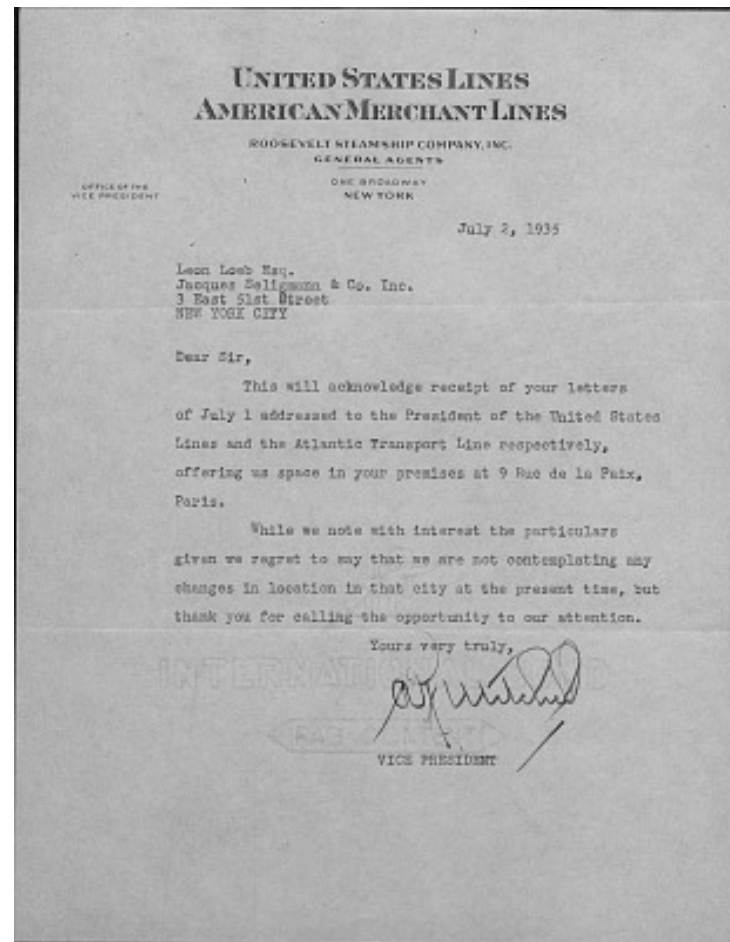 UNITED STATES LINES
AMERICAN MERCHANT LINES
ROOSEVELT STEAMSHIP COMPANY, INC.
GENERAL AGENTS
OFFICE OF THE
VICE PRESIDENT
ONE BROADWAY
NEW YORK
July 2, 1935
Leon Loeb Esq.
Jacques Seligmann & Co. Inc.
3 East 51st Street
NEW YORK CITY
Dear Sir,
This will acknowledge receipt of your letters
of July 1 addressed to the President of the United States
Lines and the Atlantic Transport Line respectively,
offering us space in your premises at 9 Rue de la Paix,
Paris.
While we note with interest the particulars
given we regret to say that we are not contemplating any
changes in location in that city at the present time, but
thank you for calling the opportunity to our attention.
Yours very truly,
Mitchell
VICE PRESIDENT